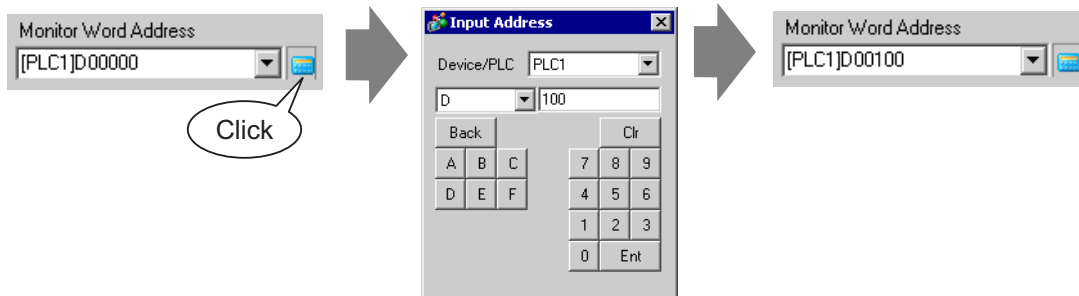 Monitor Word Address
[PLC1]D00000
Click
Input Address
Device/PLC PLC1
D 100
Back Clr
A B C 7 8 9
D E F 4 5 6
1 2 3
0 Ent
Monitor Word Address
[PLC1]D00100